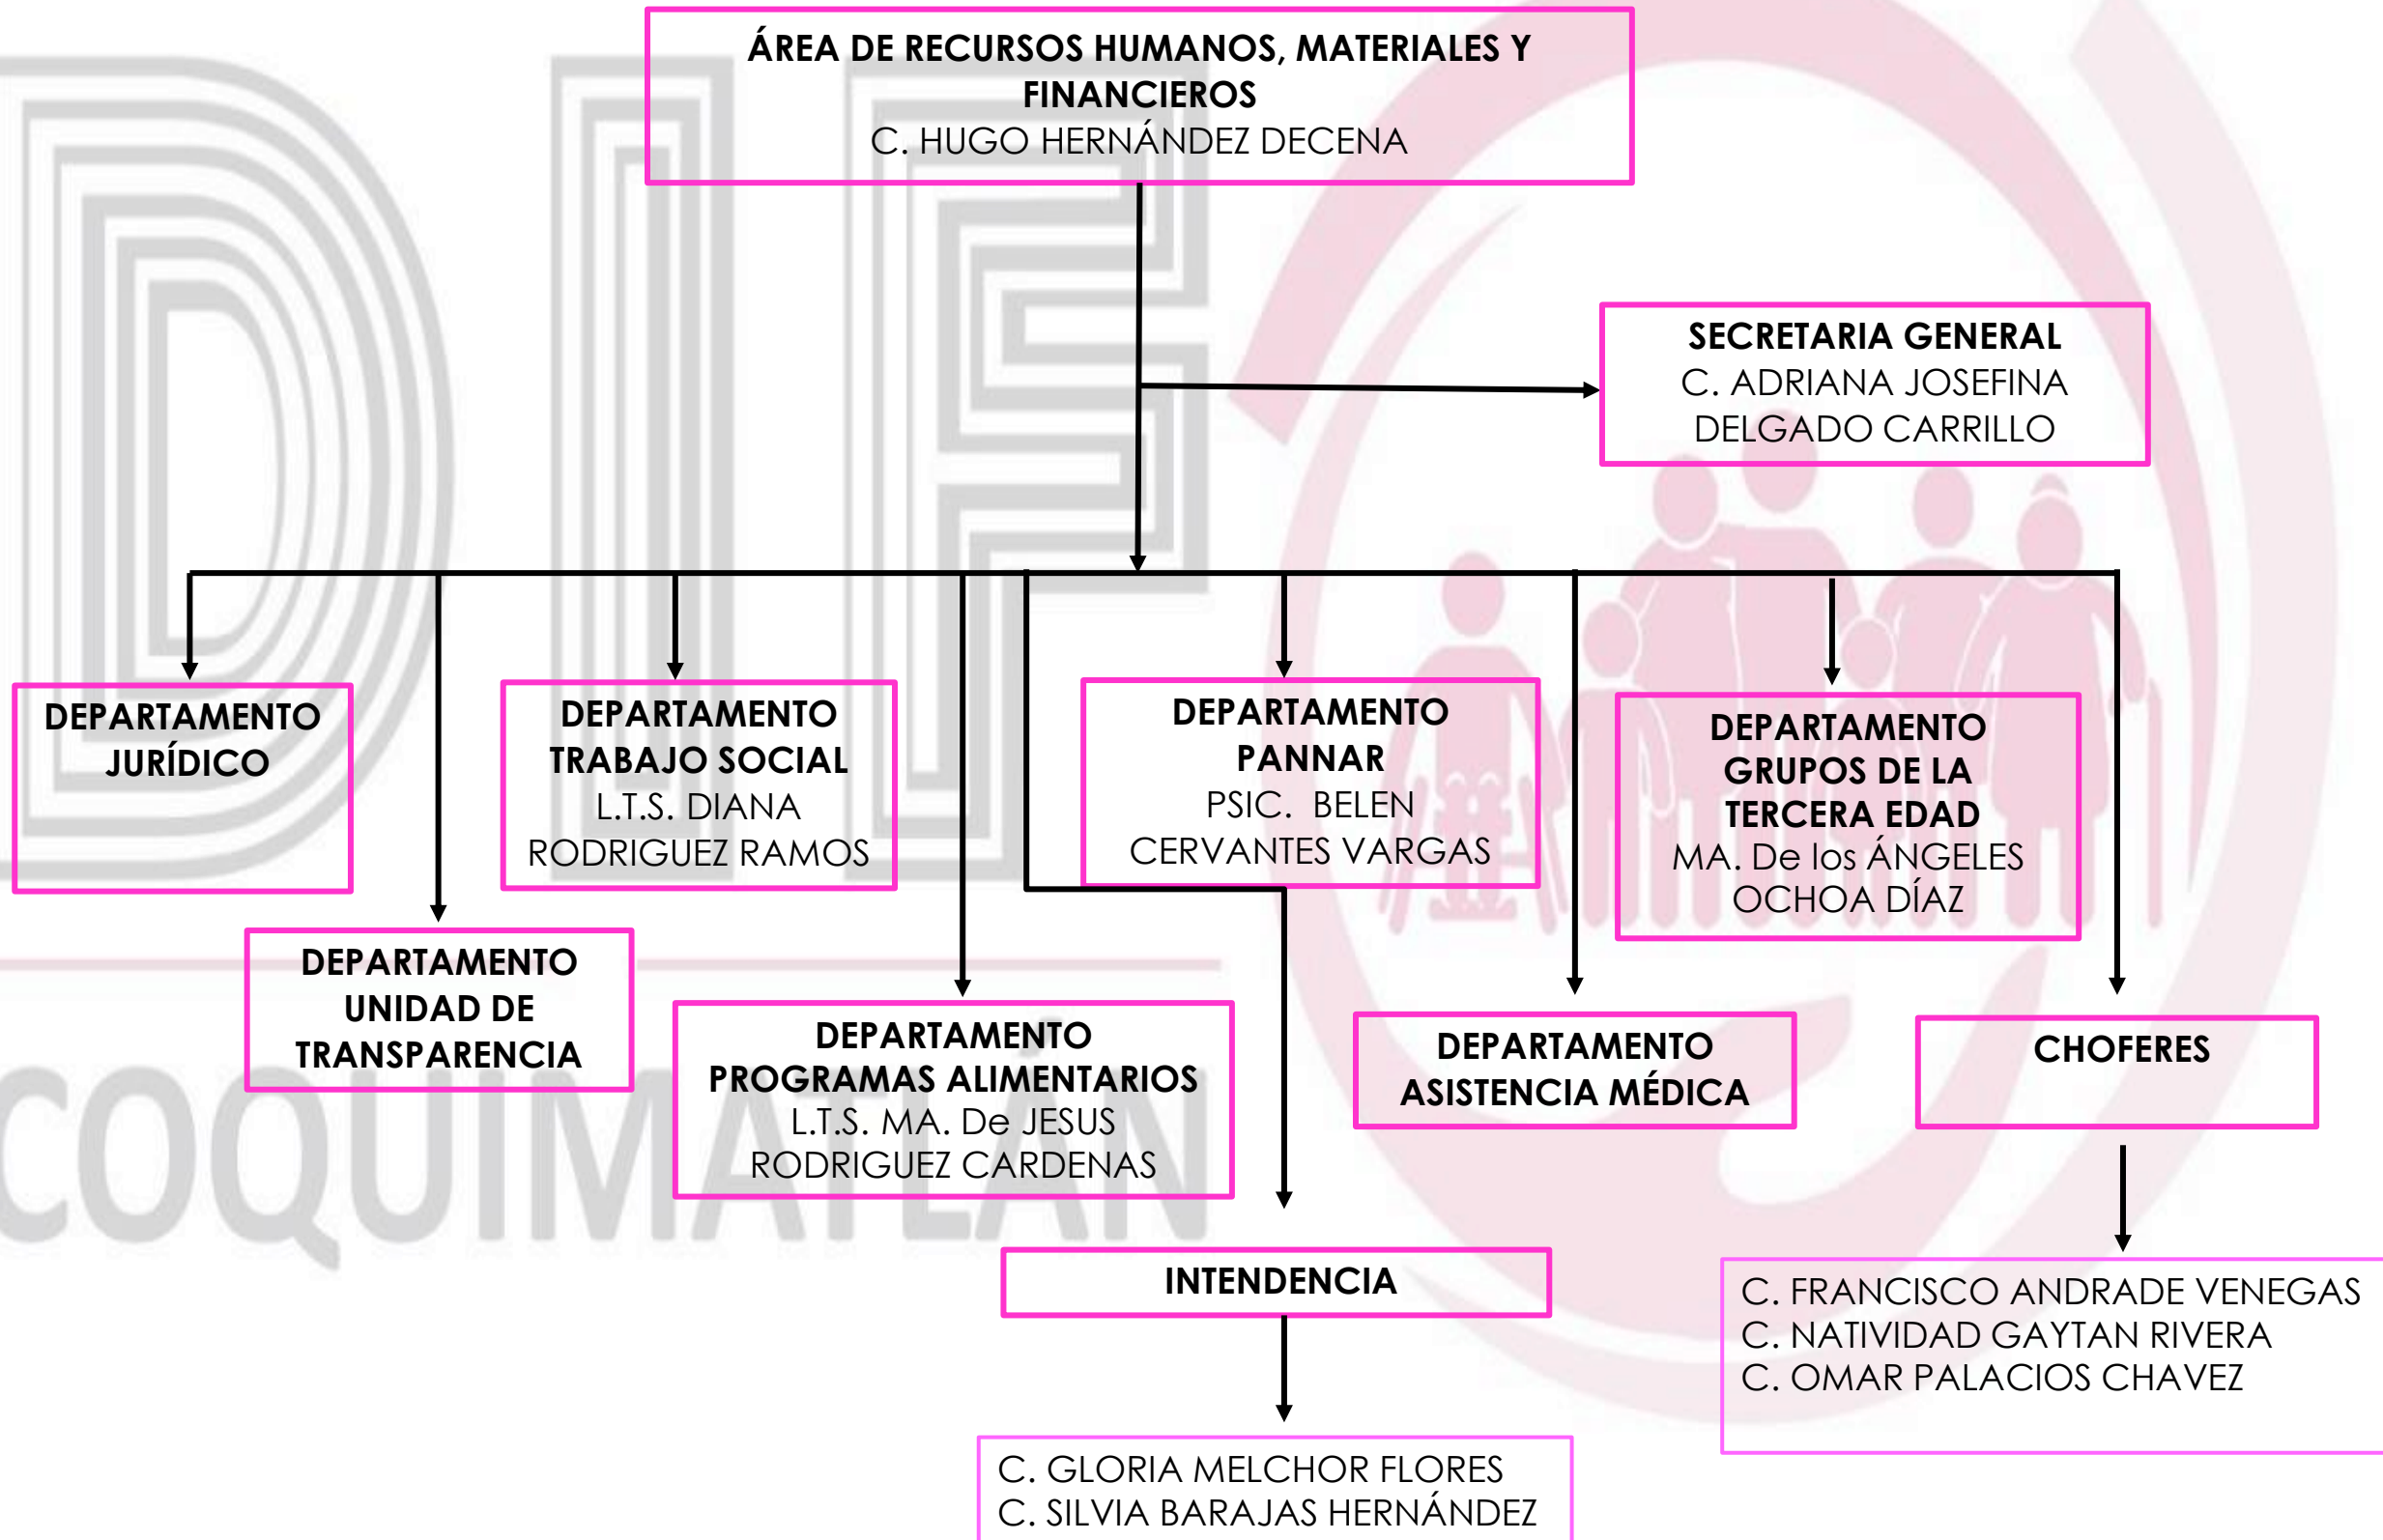 ÁREA DE RECURSOS HUMANOS, MATERIALES Y
FINANCIEROS
C. HUGO HERNÁNDEZ DECENA
SECRETARIA GENERAL
C. ADRIANA JOSEFINA
DELGADO CARRILLO
DEPARTAMENTO
JURÍDICO
DEPARTAMENTO
TRABAJO SOCIAL
L.T.S. DIANA
RODRIGUEZ RAMOS
DEPARTAMENTO
PANNAR
PSIC. BELEN
CERVANTES VARGAS
DEPARTAMENTO
GRUPOS DE LA
TERCERA EDAD
MA. De los ÁNGELES
OCHOA DÍAZ
DEPARTAMENTO
UNIDAD DE
TRANSPARENCIA
DEPARTAMENTO
PROGRAMAS ALIMENTARIOS
L.T.S. MA. De JESUS
RODRIGUEZ CARDENAS
DEPARTAMENTO
ASISTENCIA MÉDICA
CHOFERES
INTENDENCIA
C. FRANCISCO ANDRADE VENEGAS
C. NATIVIDAD GAYTAN RIVERA
C. OMAR PALACIOS CHAVEZ
C. GLORIA MELCHOR FLORES
C. SILVIA BARAJAS HERNÁNDEZ
DIF
COQUIMATLÁN